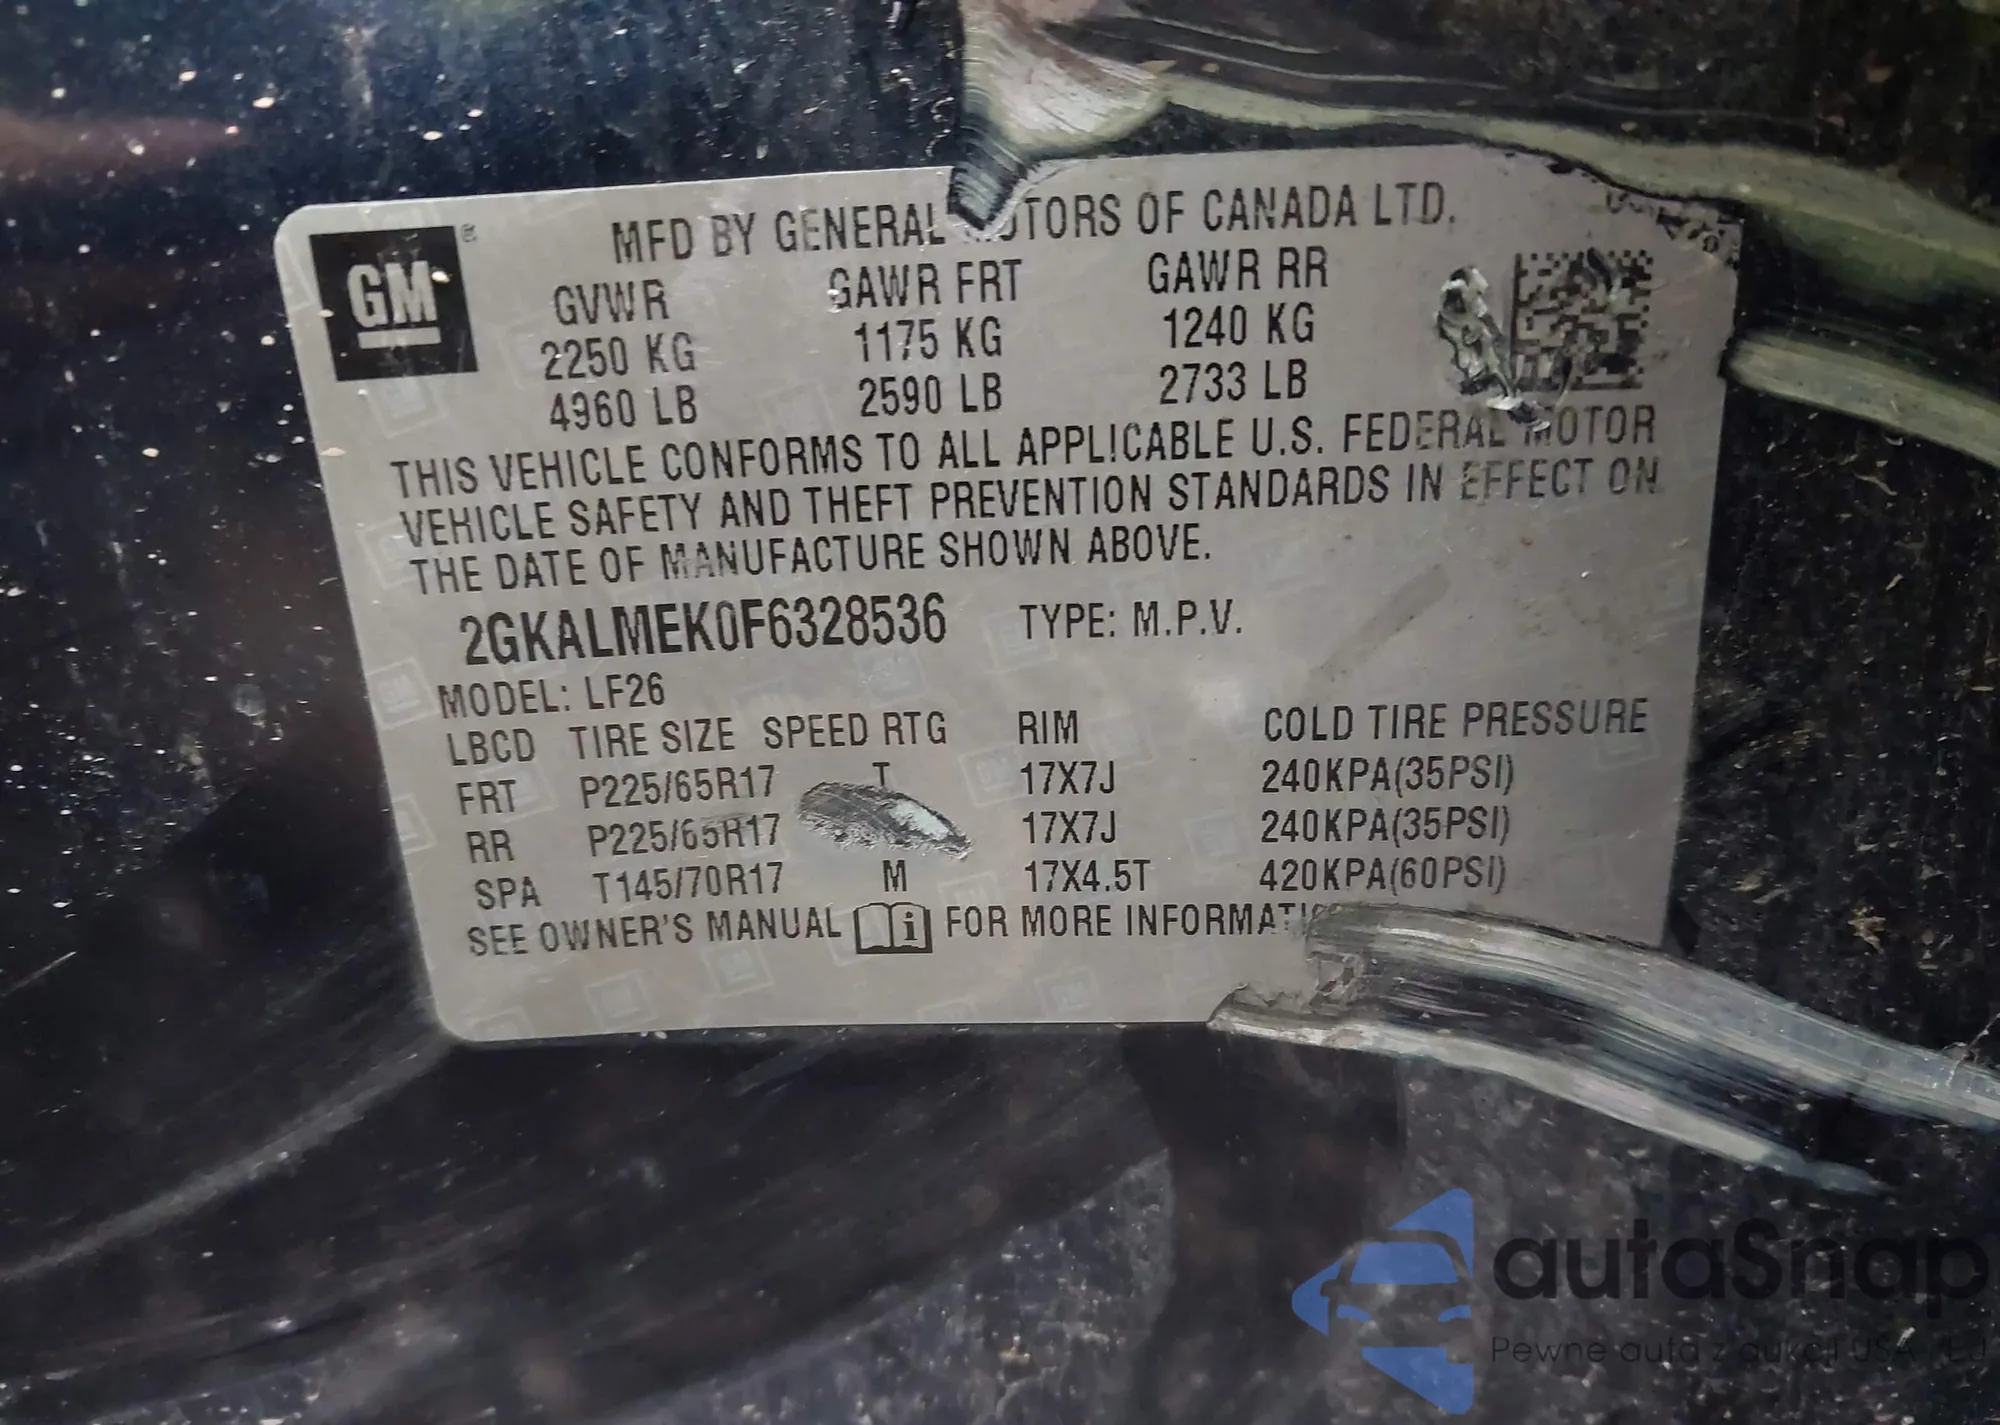 GM
MFD BY GENERAL MOTORS OF CANADA LTD.
GVWR GAWR FRT GAWR RR
2250 KG 1175 KG 1240 KG
4960 LB 2590 LB 2733 LB
THIS VEHICLE CONFORMS TO ALL APPLICABLE U.S. FEDERAL MOTOR
VEHICLE SAFETY AND THEFT PREVENTION STANDARDS IN EFFECT ON
THE DATE OF MANUFACTURE SHOWN ABOVE.
2GKALMEK0F6328536 TYPE: M.P.V.
MODEL: LF26
LBCD TIRE SIZE SPEED RTG RIM COLD TIRE PRESSURE
FRT P225/65R17 T 17X7J 240KPA(35PSI)
RR P225/65R17 17X7J 240KPA(35PSI)
SPA T145/70R17 M 17X4.5T 420KPA(60PSI)
SEE OWNER'S MANUAL i FOR MORE
autaSnap
Pewne auta z aukcji USA